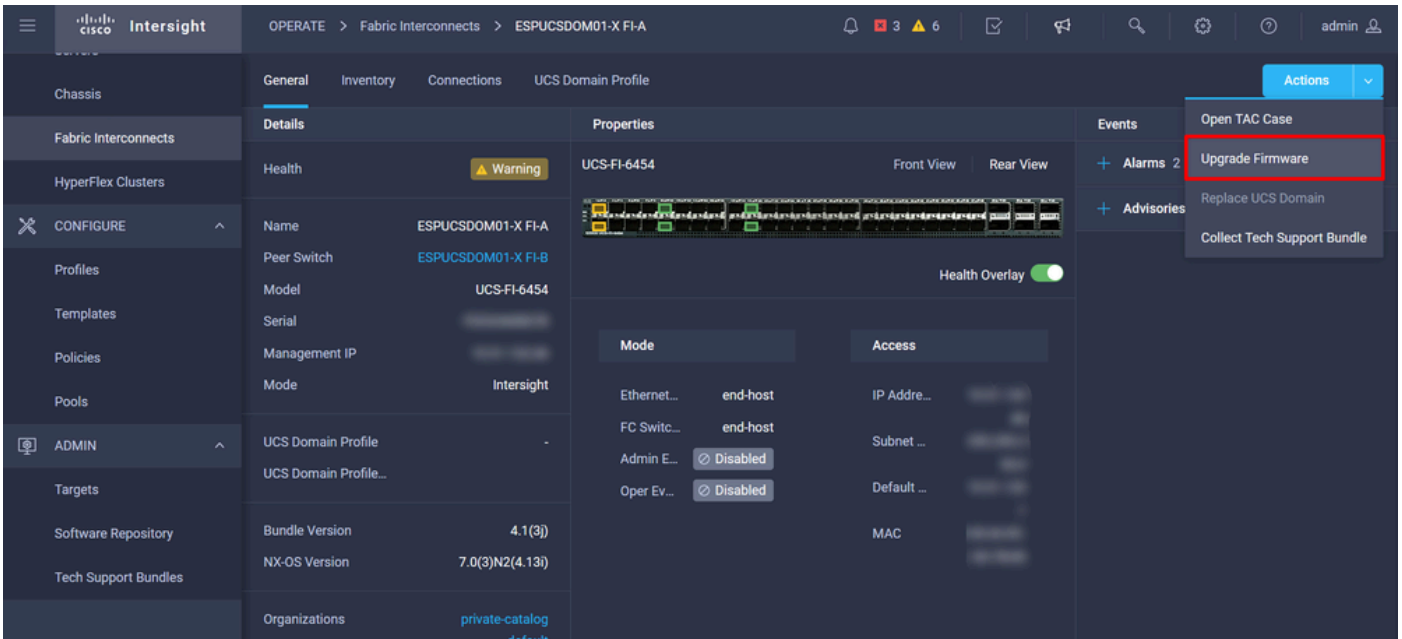 cisco Intersight
OPERATE > Fabric Interconnects > ESPUCSDOM01-X FI-A
3 6
admin
Chassis
Fabric Interconnects
HyperFlex Clusters
CONFIGURE
Profiles
Templates
Policies
Pools
ADMIN
Targets
Software Repository
Tech Support Bundles
General Inventory Connections UCS Domain Profile
Actions
Open TAC Case
Upgrade Firmware
Replace UCS Domain
Collect Tech Support Bundle
Details
Health Warning
Name ESPUCSDOM01-X FI-A
Peer Switch ESPUCSDOM01-X FI-B
Model UCS-FI-6454
Serial
Management IP
Mode Intersight
UCS Domain Profile -
UCS Domain Profile...
Bundle Version 4.1(3j)
NX-OS Version 7.0(3)N2(4.13i)
Organizations private-catalog
default
Properties
UCS-FI-6454 Front View Rear View
Health Overlay
Mode
Ethernet... end-host
FC Switc... end-host
Admin E... Disabled
Oper Ev... Disabled
Access
IP Addre...
Subnet ...
Default ...
MAC
Events
+ Alarms 2
+ Advisories